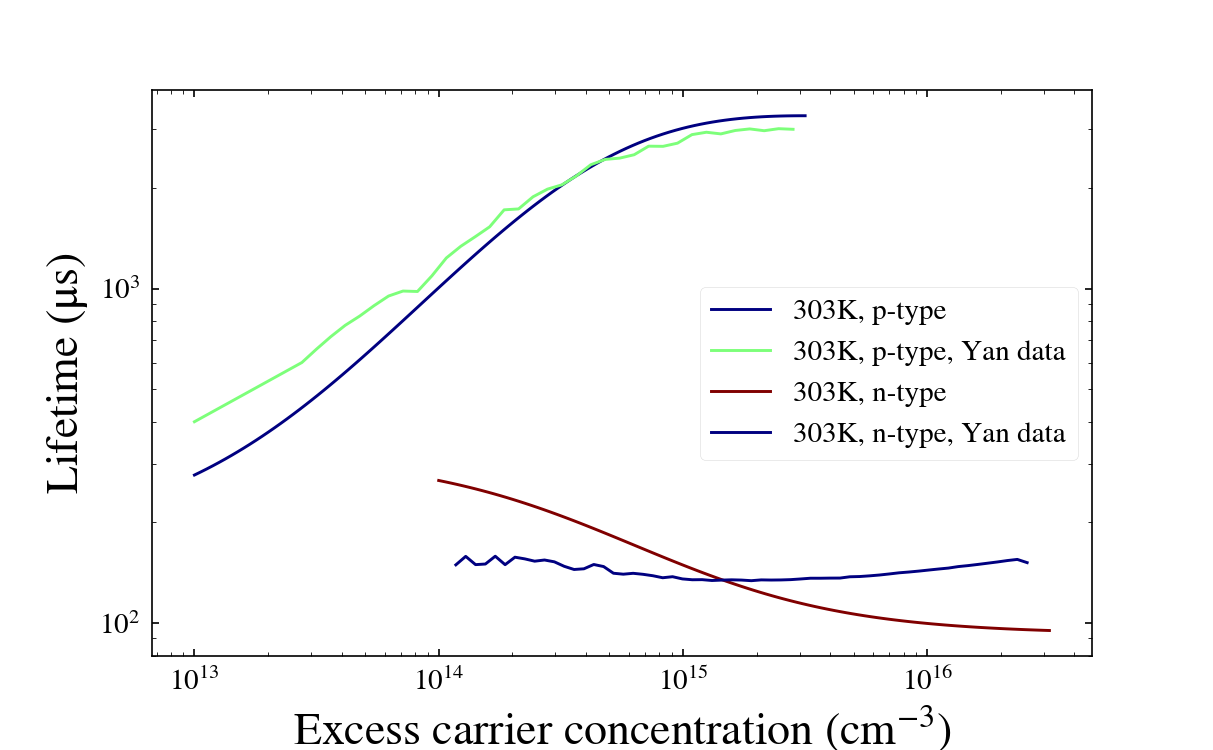 Lifetime (μs)
10³
10²
303K, p-type
303K, p-type, Yan data
303K, n-type
303K, n-type, Yan data
10¹³ 10¹⁴ 10¹⁵ 10¹⁶
Excess carrier concentration (cm⁻³)